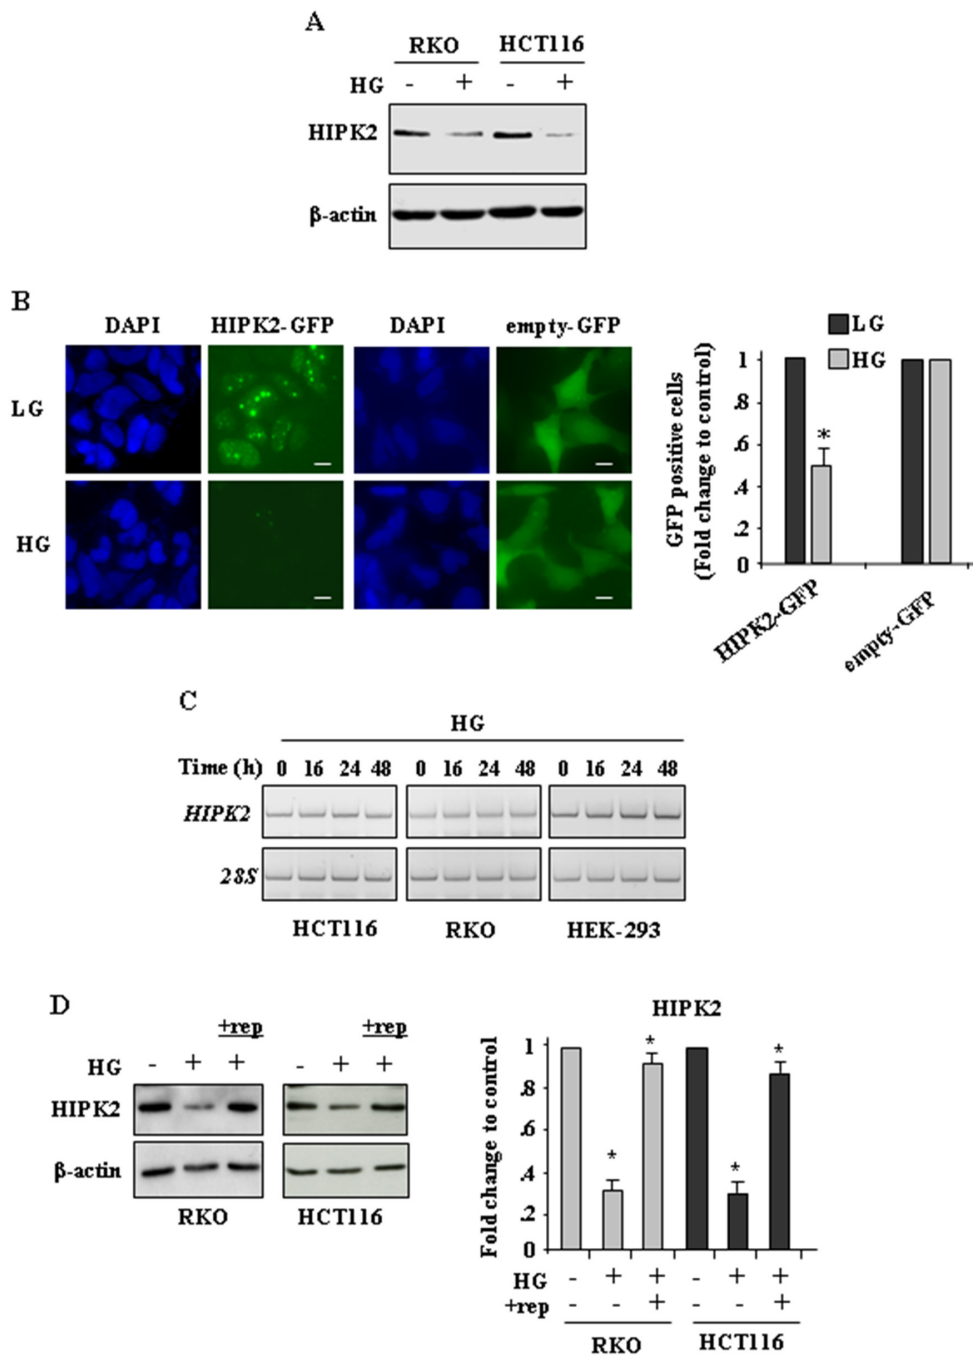 A
RKO HCT116
HG - + - +
HIPK2
β-actin
B
DAPI HIPK2-GFP DAPI empty-GFP
LG
HG
LG
HG
GFP positive cells
(Fold change to control)
1
.8
.6
.4
.2
0
*
HIPK2-GFP empty-GFP
C
HG
Time (h) 0 16 24 48 0 16 24 48 0 16 24 48
HIPK2
28S
HCT116 RKO HEK-293
D
+rep +rep
HG - + + - + +
HIPK2
β-actin
RKO HCT116
HIPK2
Fold change to control
1
.8
.6
.4
.2
0
* * * *
HG - + + - + +
+rep - - + - - +
RKO HCT116